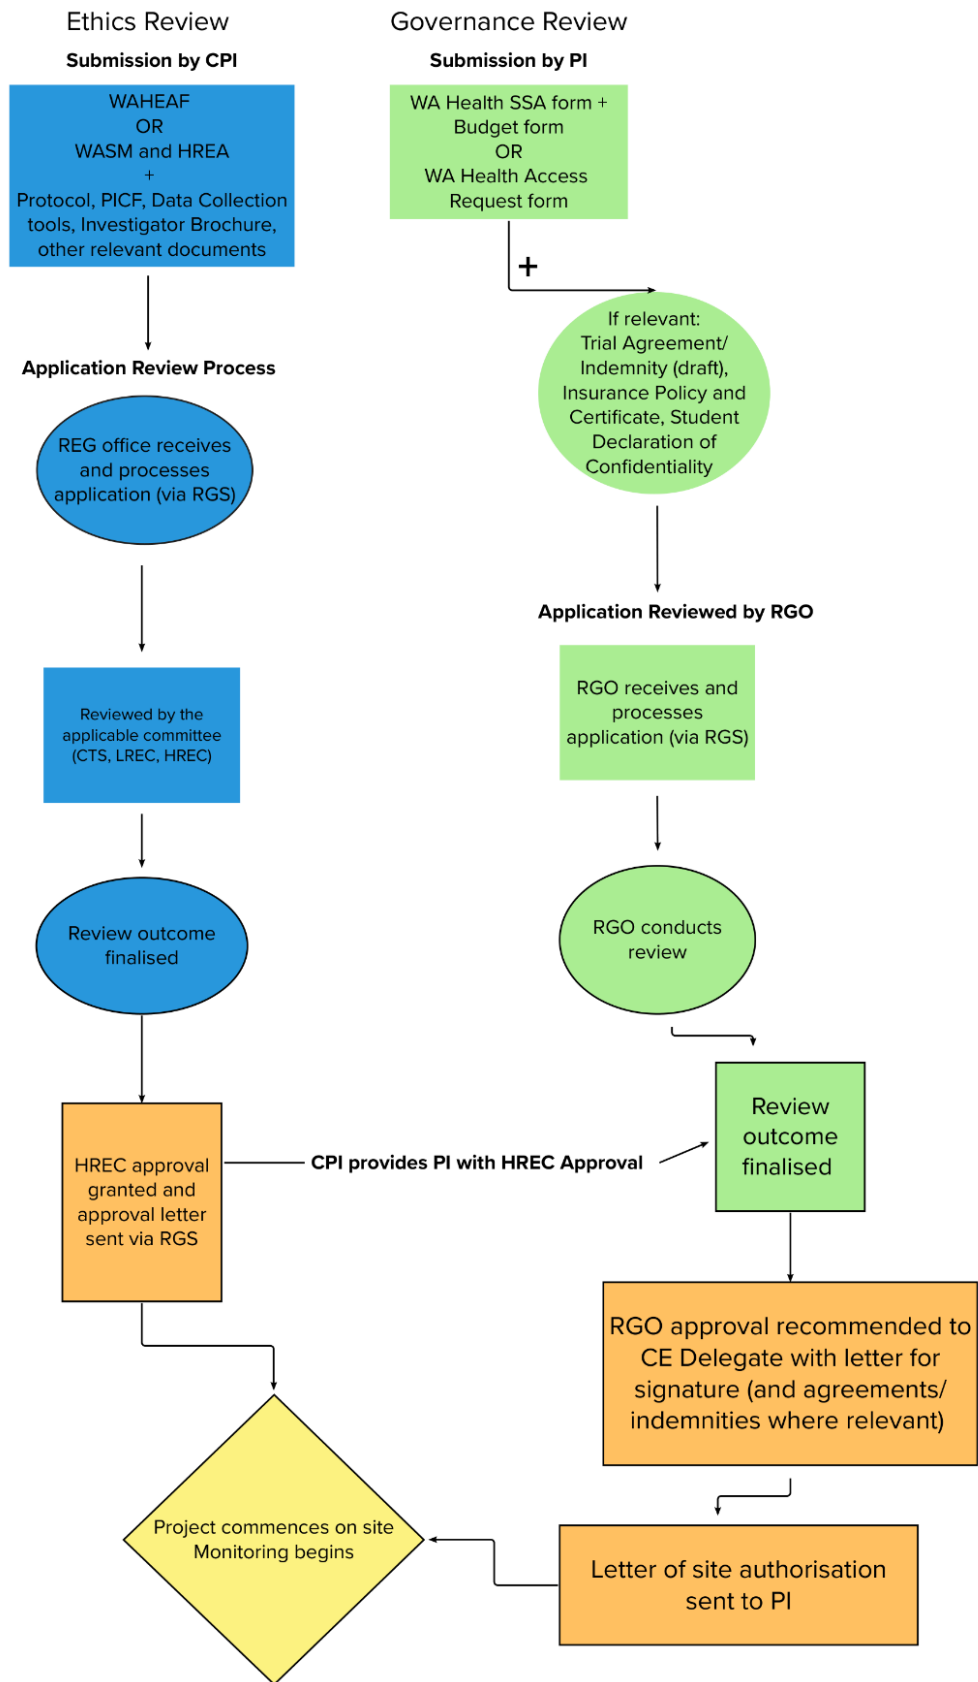 Ethics Review
Submission by CPI
WAHEAF
OR
WASM and HREA
+
Protocol, PICF, Data Collection
tools, Investigator Brochure,
other relevant documents
Application Review Process
REG office receives
and processes
application (via RGS)
Reviewed by the
applicable committee
(CTS, LREC, HREC)
Review outcome
finalised
HREC approval
granted and
approval letter
sent via RGS
CPI provides PI with HREC Approval
Governance Review
Submission by PI
WA Health SSA form +
Budget form
OR
WA Health Access
Request form
+
If relevant:
Trial Agreement/
Indemnity (draft),
Insurance Policy and
Certificate, Student
Declaration of
Confidentiality
Application Reviewed by RGO
RGO receives and
processes
application (via RGS)
RGO conducts
review
Review
outcome
finalised
RGO approval recommended to
CE Delegate with letter for
signature (and agreements/
indemnities where relevant)
Letter of site authorisation
sent to PI
Project commences on site
Monitoring begins